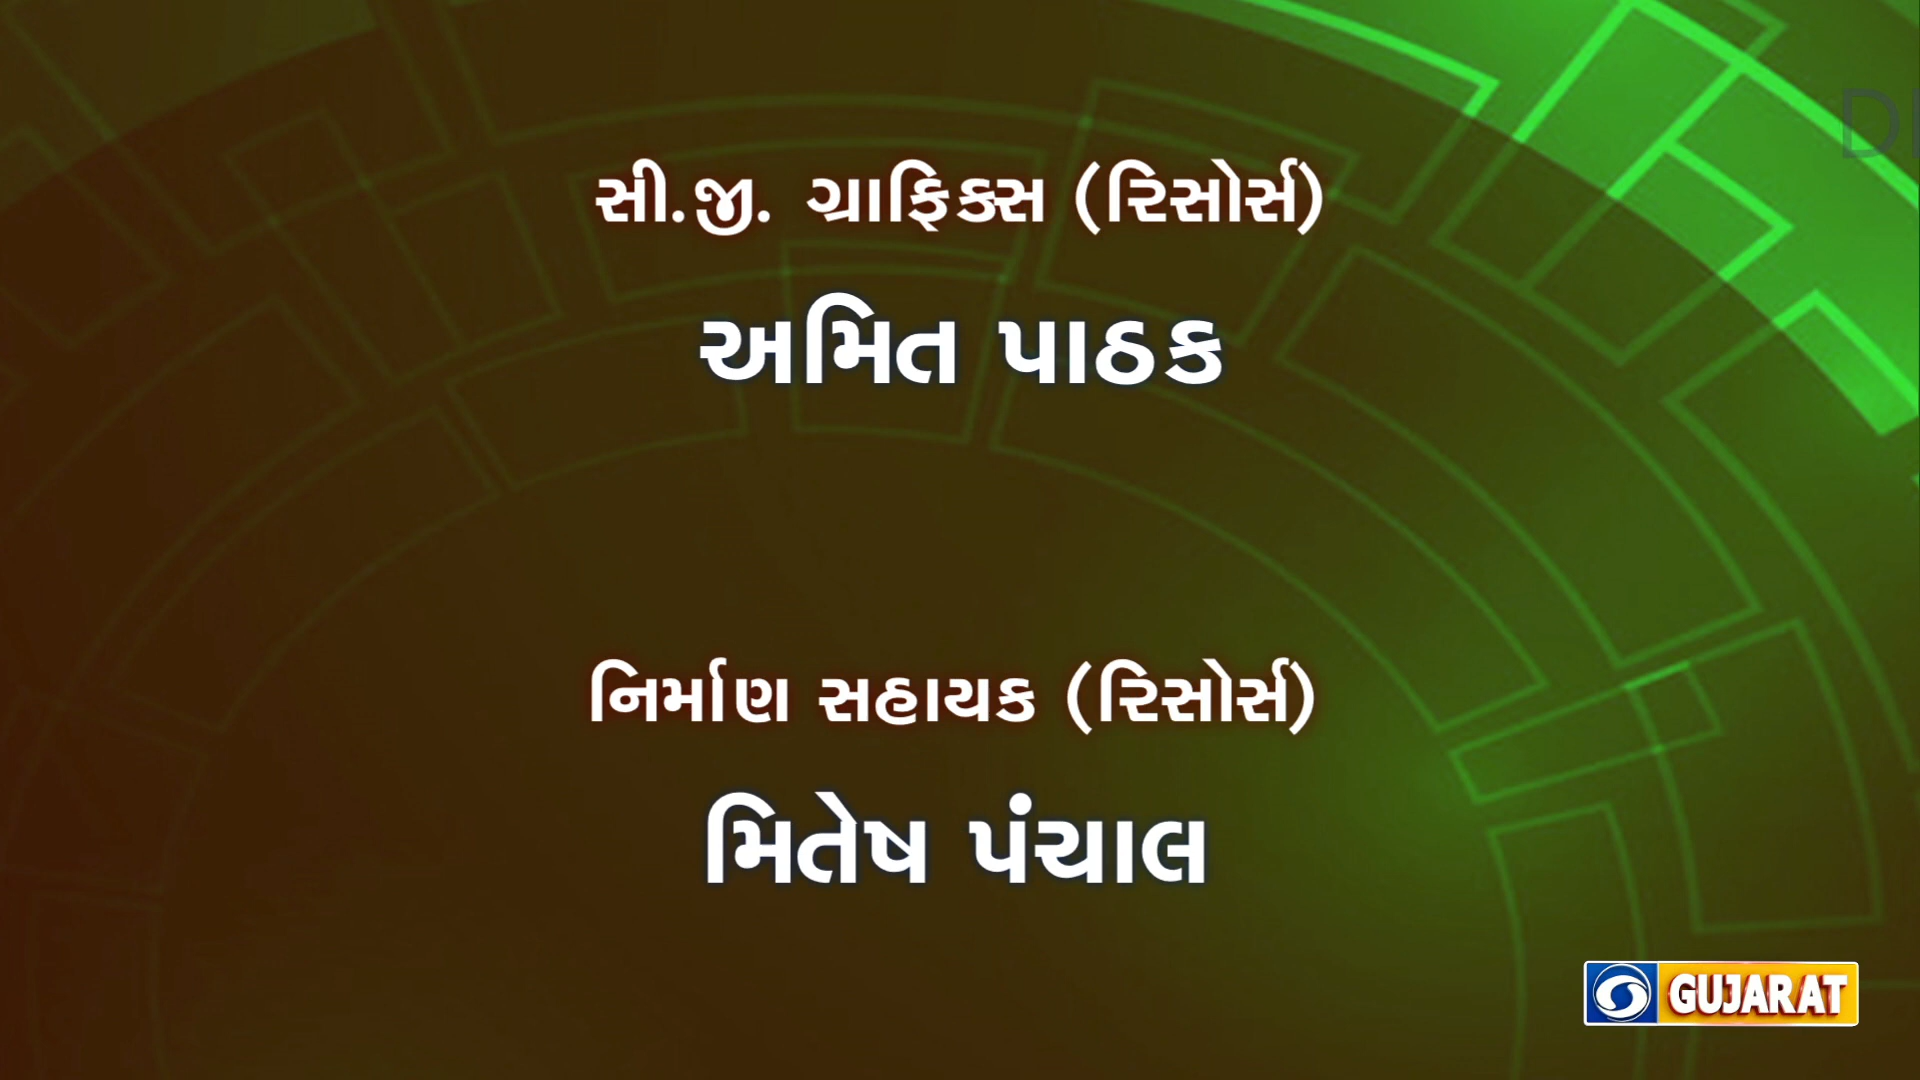 સી.જી. ગ્રાફિક્સ (રિસોર્સ)
અમિત પાઠક
નિર્માણ સહાયક (રિસોર્સ)
મિતેષ પંચાલ
GUJARAT